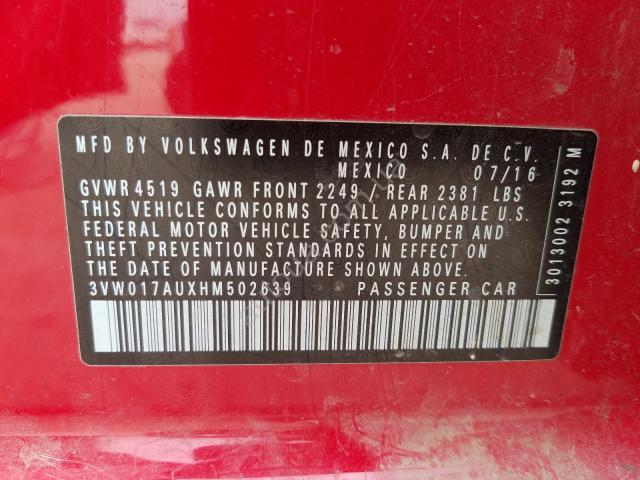 MFD BY VOLKSWAGEN DE MEXICO S.A. DE C.V.
MEXICO 07/16
GVWR 4519 GAWR FRONT 2249 / REAR 2381 LBS
THIS VEHICLE CONFORMS TO ALL APPLICABLE U.S.
FEDERAL MOTOR VEHICLE SAFETY, BUMPER AND
THEFT PREVENTION STANDARDS IN EFFECT ON
THE DATE OF MANUFACTURE SHOWN ABOVE.
3VW017AUXHM502639 PASSENGER CAR
3013002 3192 M